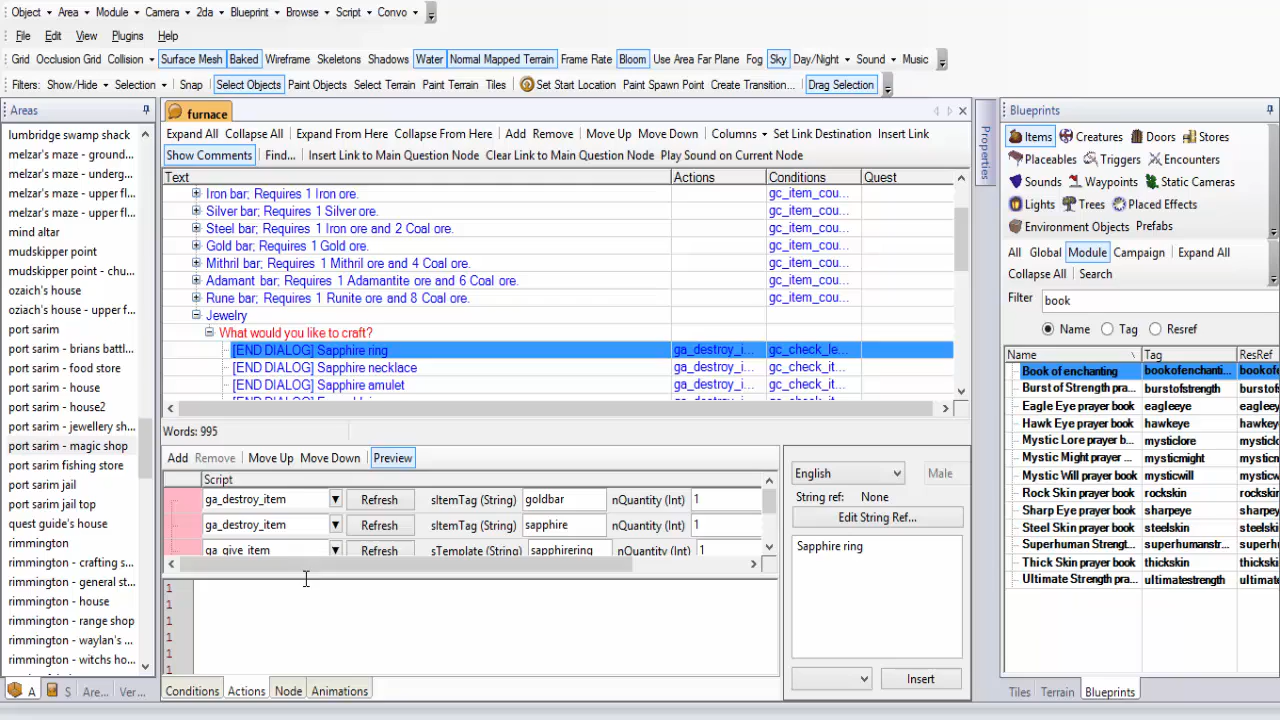 Object Area Module Camera 2da Blueprint Browse Script Convo
File Edit View Plugins Help
Grid Occlusion Grid Collision Surface Mesh Baked Wireframe Skeletons Shadows Water Normal Mapped Terrain Frame Rate Bloom Use Area Far Plane Fog Sky Day/Night Sound Music
Filters: Show/Hide Selection Snap Select Objects Paint Objects Select Terrain Paint Terrain Tiles Set Start Location Paint Spawn Point Create Transition... Drag Selection
Areas
lumbridge swamp shack
melzar's maze - ground...
melzar's maze - underg...
melzar's maze - upper fl...
melzar's maze - upper fl...
mind altar
mudskipper point
mudskipper point - chu...
ozaich's house
oziach's house - upper f...
port sarim
port sarim - brians battl...
port sarim - food store
port sarim - house
port sarim - house2
port sarim - jewellery sh...
port sarim - magic shop
port sarim fishing store
port sarim jail
port sarim jail top
quest guide's house
rimmington
rimmington - crafting s...
rimmington - general st...
rimmington - house
rimmington - range shop
rimmington - waylan's ...
rimmington - witchs ho...
A S Are... Ver...
furnace
Expand All Collapse All Expand From Here Collapse From Here Add Remove Move Up Move Down Columns Set Link Destination Insert Link
Show Comments Find... Insert Link to Main Question Node Clear Link to Main Question Node Play Sound on Current Node
Text Actions Conditions Quest
Iron bar; Requires 1 Iron ore. gc_item_cou...
Silver bar; Requires 1 Silver ore. gc_item_cou...
Steel bar; Requires 1 Iron ore and 2 Coal ore. gc_item_cou...
Gold bar; Requires 1 Gold ore. gc_item_cou...
Mithril bar; Requires 1 Mithril ore and 4 Coal ore. gc_item_cou...
Adamant bar; Requires 1 Adamantite ore and 6 Coal ore. gc_item_cou...
Rune bar; Requires 1 Runite ore and 8 Coal ore. gc_item_cou...
Jewelry
What would you like to craft?
[END DIALOG] Sapphire ring ga_destroy_i... gc_check_le...
[END DIALOG] Sapphire necklace ga_destroy_i... gc_check_it...
[END DIALOG] Sapphire amulet ga_destroy_i... gc_check_it...
Words: 995
Add Remove Move Up Move Down Preview
Script
ga_destroy_item Refresh sItemTag (String) goldbar nQuantity (Int) 1
ga_destroy_item Refresh sItemTag (String) sapphire nQuantity (Int) 1
ga_give_item Refresh sTemplate (String) sapphirering nQuantity (Int) 1
1
1
1
1
1
1
Conditions Actions Node Animations
English Male
String ref: None
Edit String Ref...
Sapphire ring
Insert
Properties
Blueprints
Items Creatures Doors Stores
Placeables Triggers Encounters
Sounds Waypoints Static Cameras
Lights Trees Placed Effects
Environment Objects Prefabs
All Global Module Campaign Expand All
Collapse All Search
Filter book
Name Tag Resref
Name Tag ResRef
Book of enchanting bookofenchanti... bookofe
Burst of Strength pra... burstofstrength burstof
Eagle Eye prayer book eagleeye eagleey
Hawk Eye prayer book hawkeye hawkey
Mystic Lore prayer b... mysticlore mysticl
Mystic Might prayer ... mysticmight mystic
Mystic Will prayer book mysticwill mystic
Rock Skin prayer book rockskin rockski
Sharp Eye prayer book sharpeye sharpey
Steel Skin prayer book steelskin steelski
Superhuman Strengt... superhumanstr... superhu
Thick Skin prayer book thickskin thickski
Ultimate Strength pra... ultimatestrength ultimate
Tiles Terrain Blueprints